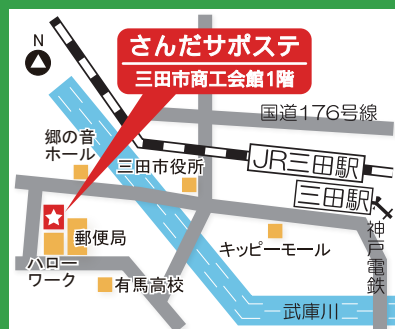 N
さんだサポステ
三田市商工会館1階
国道176号線
郷の音
ホール
三田市役所
JR三田駅
三田駅
神戸電鉄
郵便局
キッピーモール
ハロー
ワーク
有馬高校
武庫川